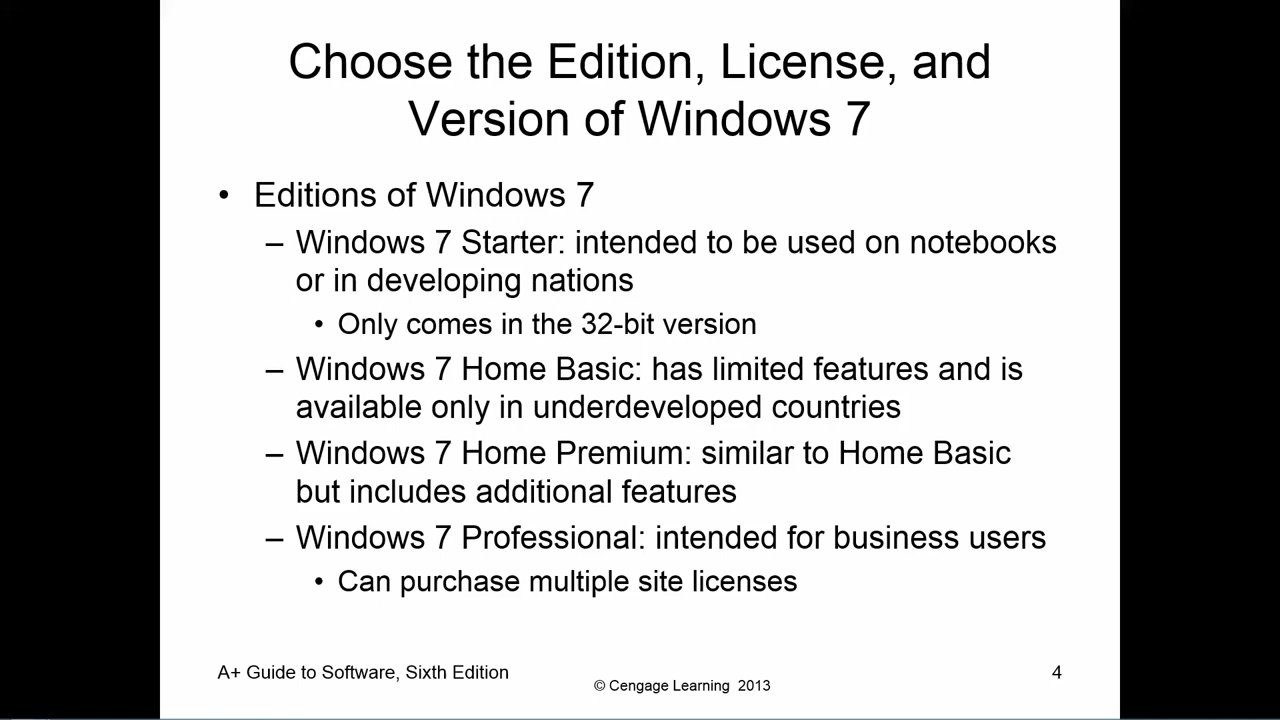 Choose the Edition, License, and
Version of Windows 7
• Editions of Windows 7
– Windows 7 Starter: intended to be used on notebooks
or in developing nations
• Only comes in the 32-bit version
– Windows 7 Home Basic: has limited features and is
available only in underdeveloped countries
– Windows 7 Home Premium: similar to Home Basic
but includes additional features
– Windows 7 Professional: intended for business users
• Can purchase multiple site licenses
A+ Guide to Software, Sixth Edition
© Cengage Learning 2013
4